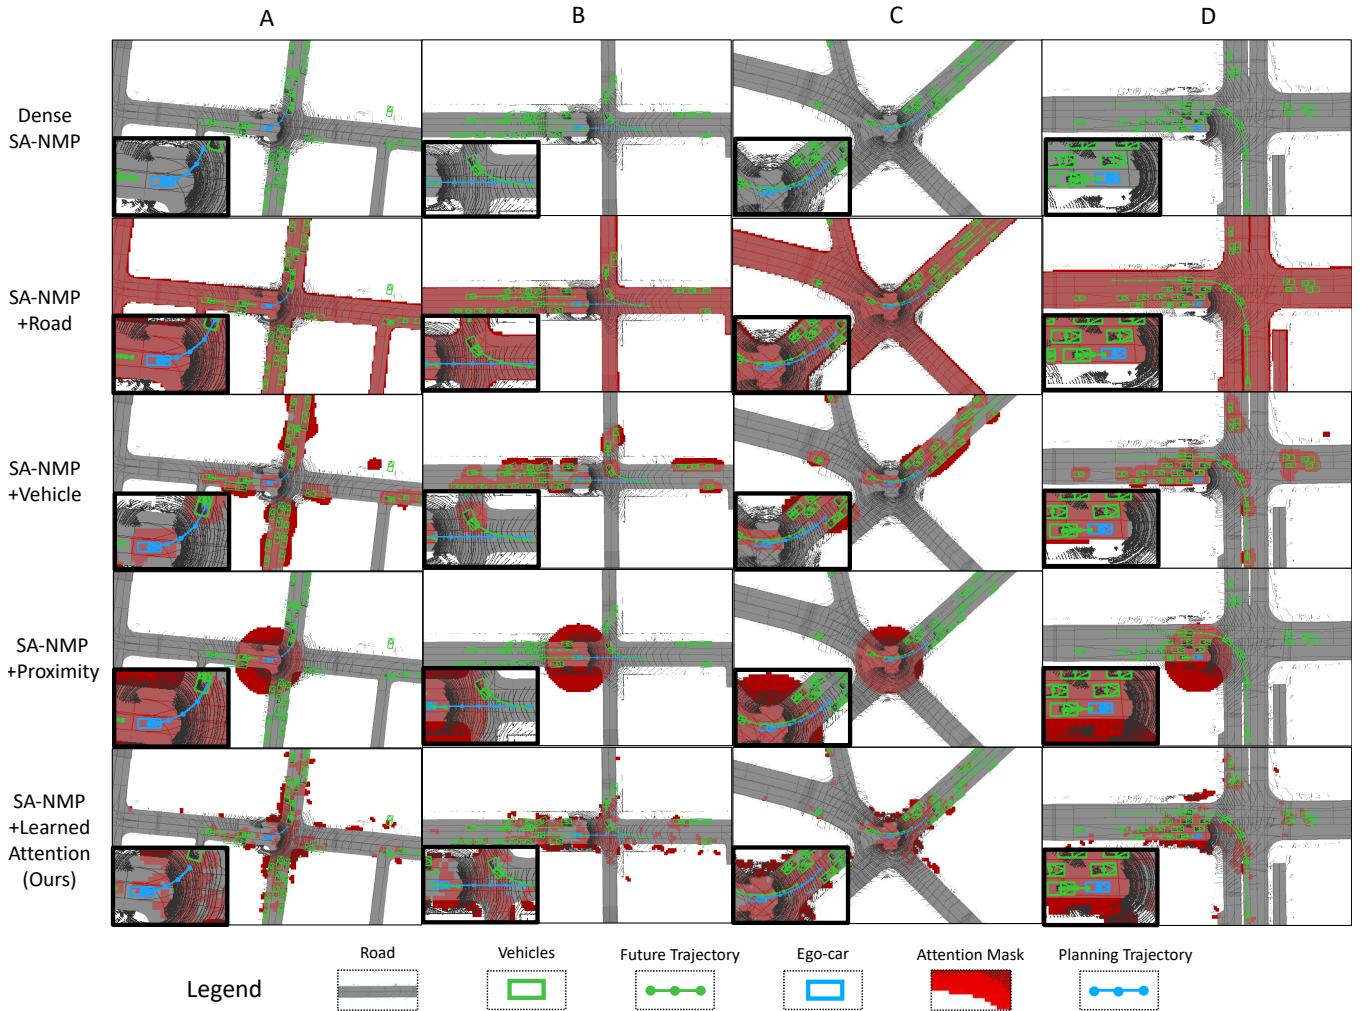 A B C D
Dense
SA-NMP
SA-NMP
+Road
SA-NMP
+Vehicle
SA-NMP
+Proximity
SA-NMP
+Learned
Attention
(Ours)
Legend
Road
Vehicles
Future Trajectory
Ego-car
Attention Mask
Planning Trajectory